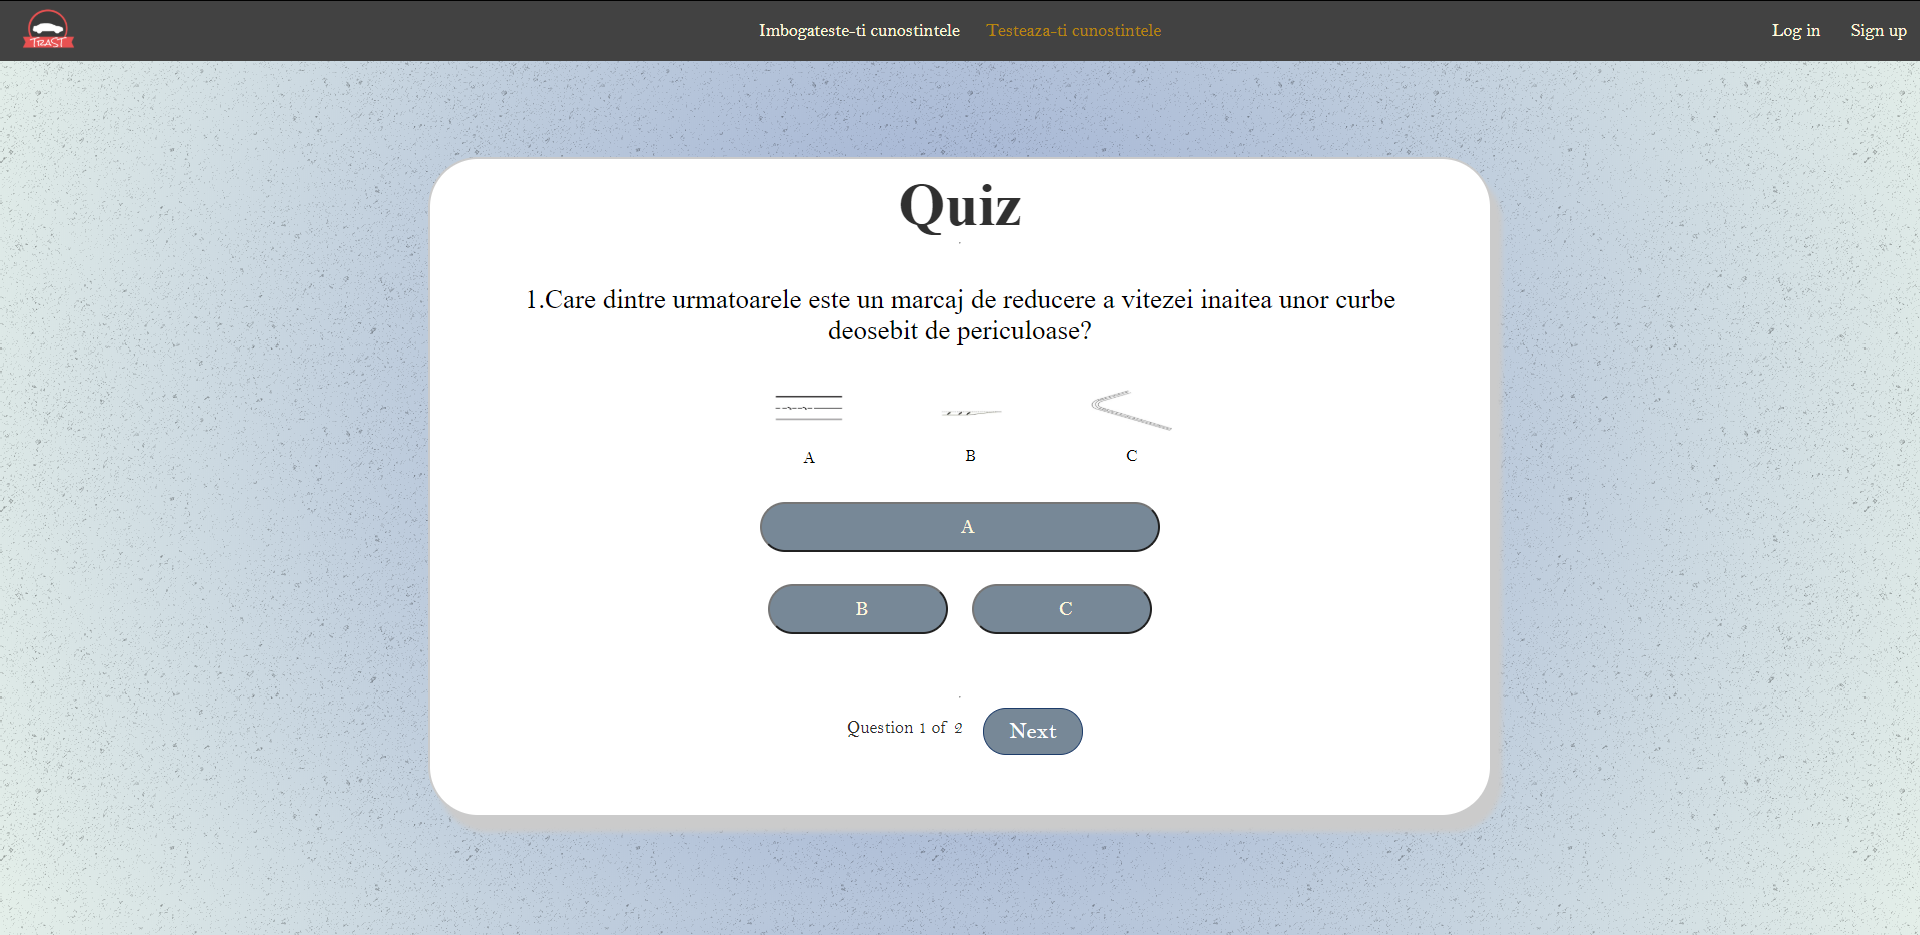 TRAST
Imbogateste-ti cunostintele
Testeaza-ti cunostintele
Log in
Sign up
Quiz
1.Care dintre urmatoarele este un marcaj de reducere a vitezei inaitea unor curbe
deosebit de periculoase?
A
B
C
A
B
C
Question 1 of 2
Next